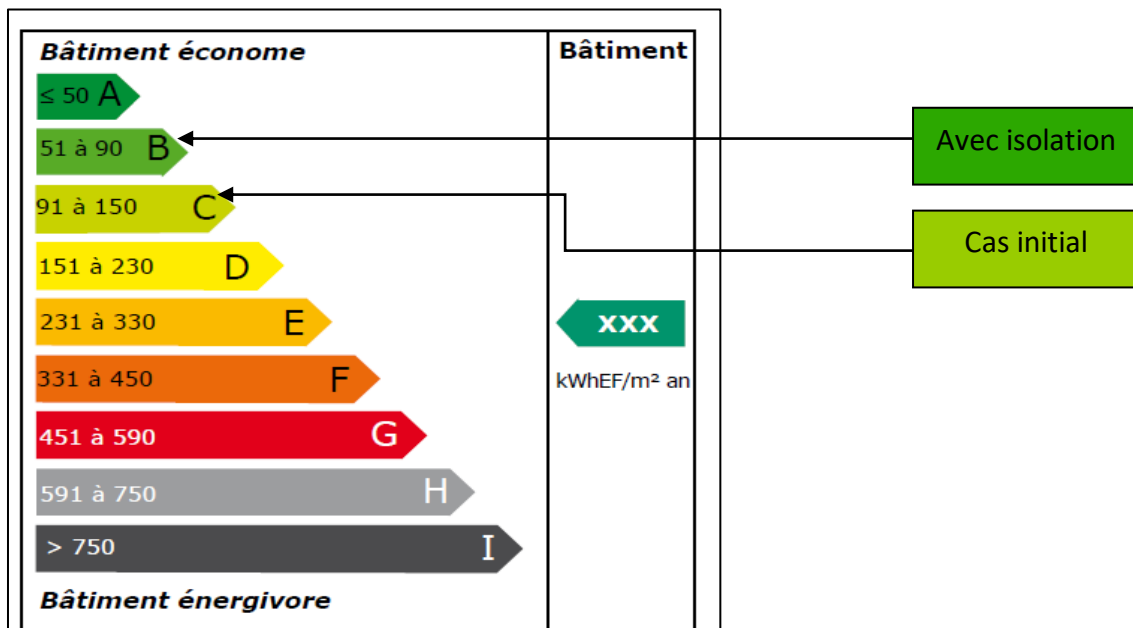 Bâtiment économe
Bâtiment
≤ 50 A
51 à 90 B
Avec isolation
91 à 150 C
Cas initial
151 à 230 D
231 à 330 E
xxx
331 à 450 F
kWhEF/m² an
451 à 590 G
591 à 750 H
> 750 I
Bâtiment énergivore